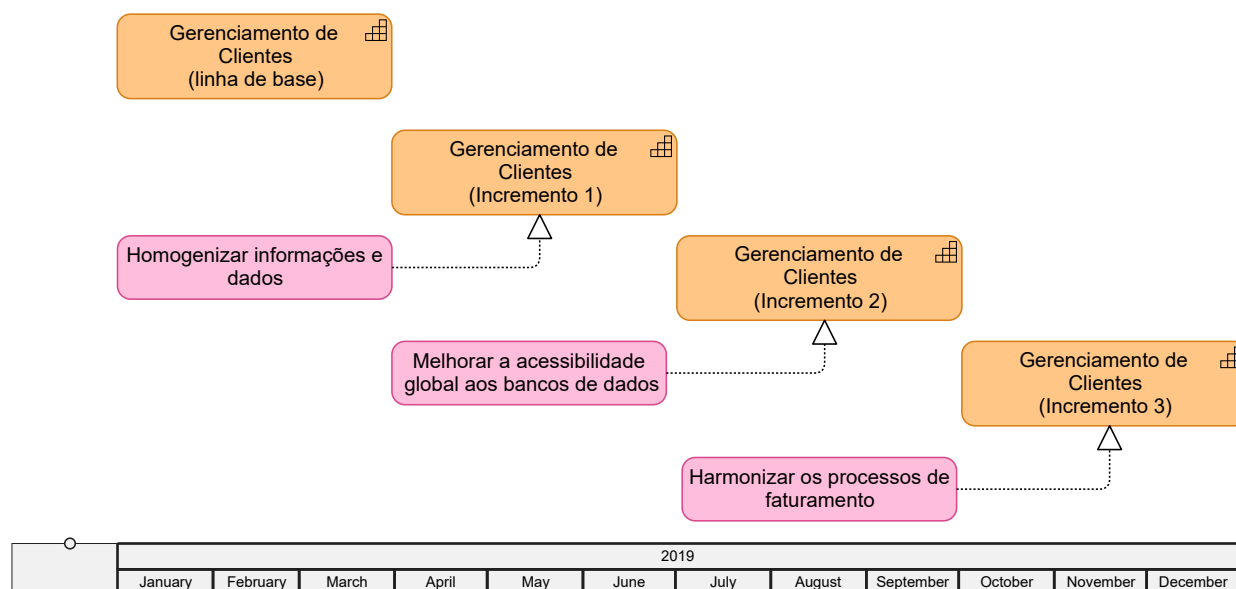 Gerenciamento de
Clientes
(linha de base)
Gerenciamento de
Clientes
(Incremento 1)
Homogenizar informações e
dados
Gerenciamento de
Clientes
(Incremento 2)
Melhorar a acessibilidade
global aos bancos de dados
Gerenciamento de
Clientes
(Incremento 3)
Harmonizar os processos de
faturamento
2019
January February March April May June July August September October November December